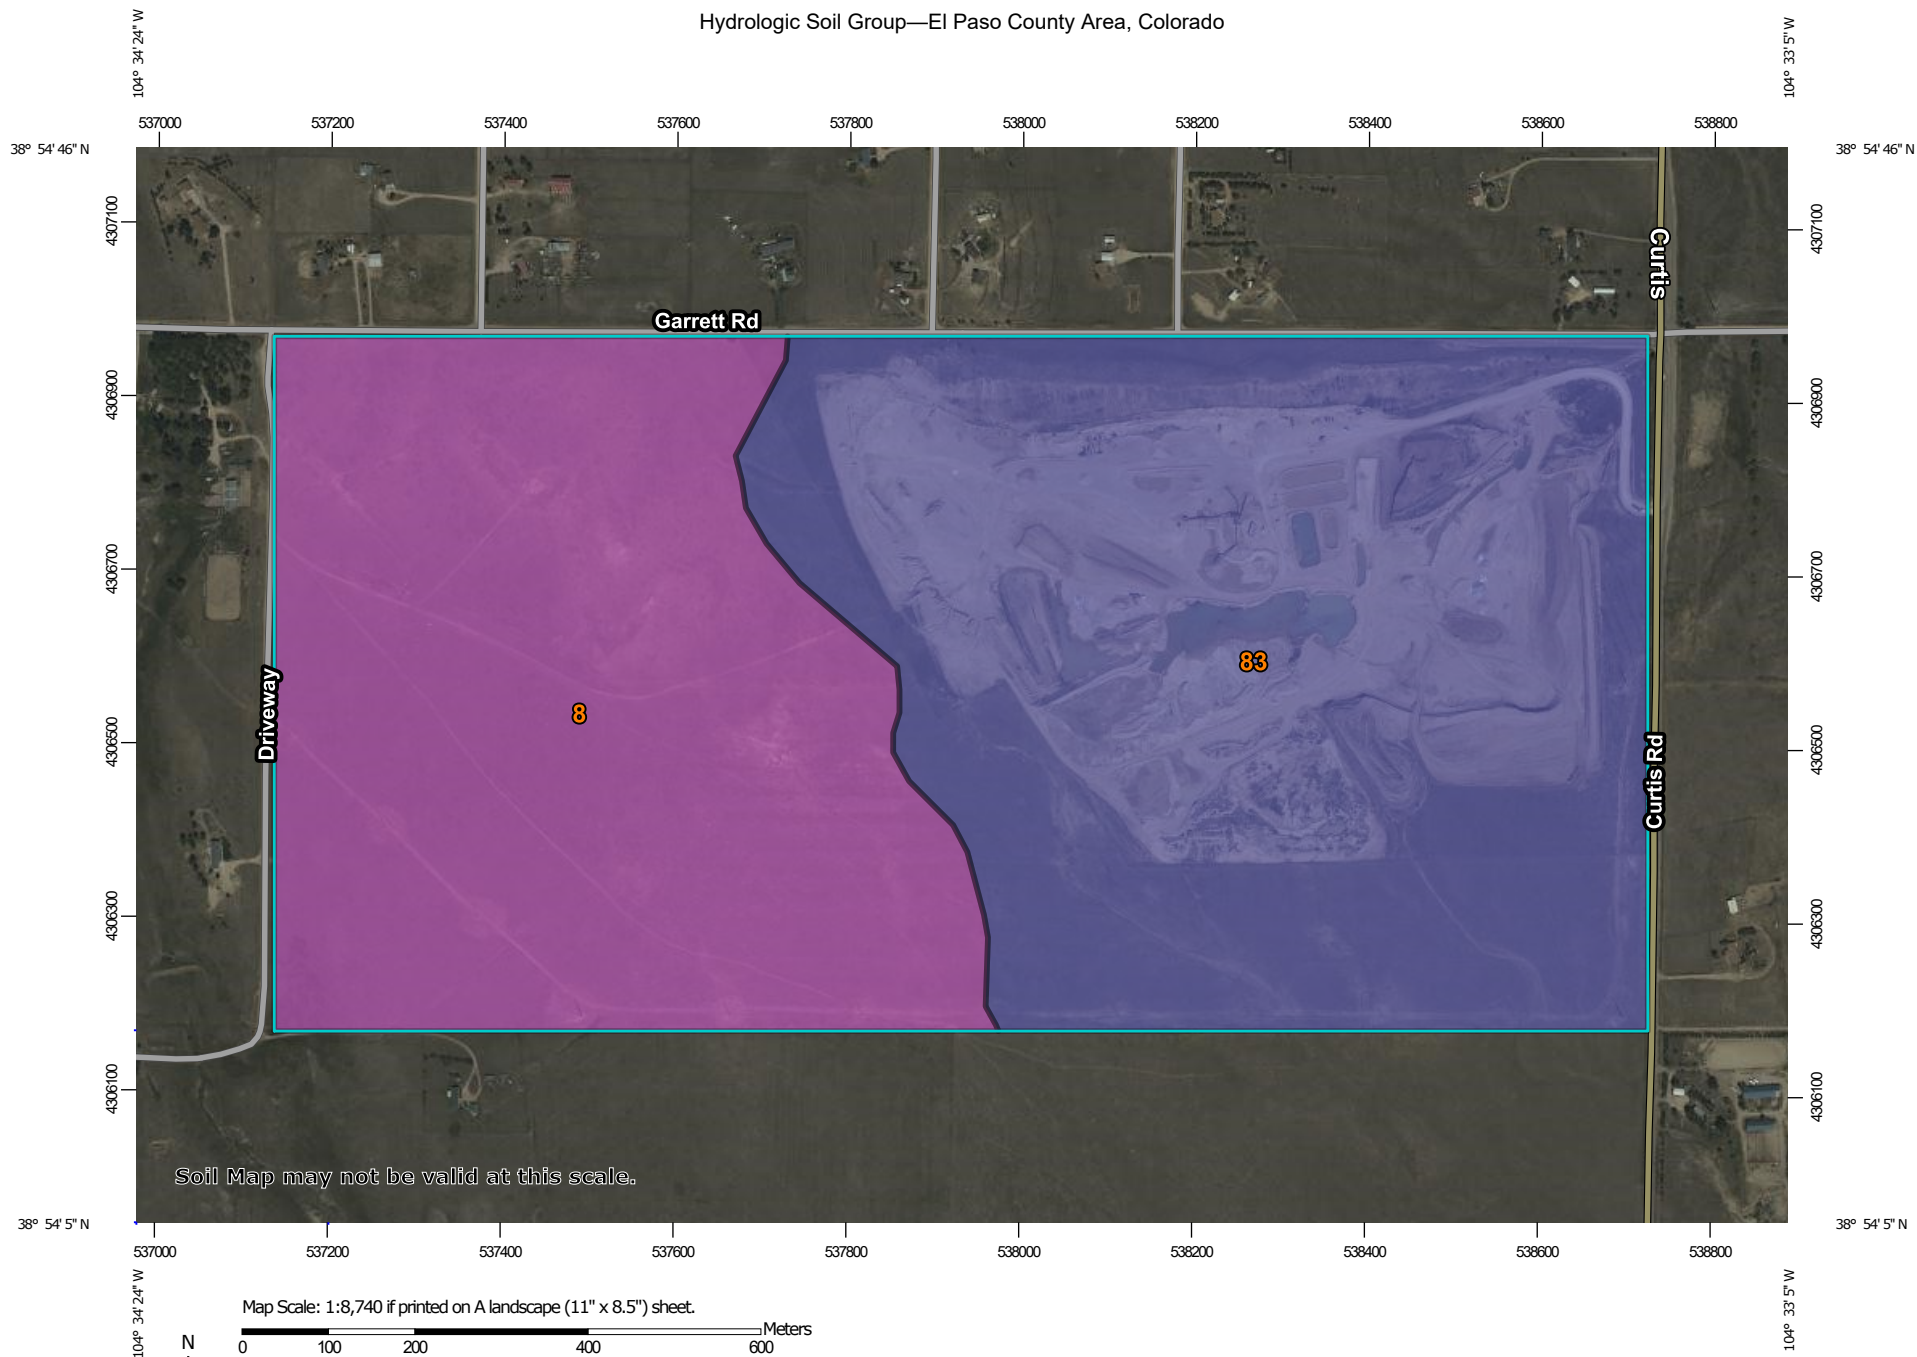 Hydrologic Soil Group—El Paso County Area, Colorado
104° 34' 24" W
104° 33' 5" W
537000 537200 537400 537600 537800 538000 538200 538400 538600 538800
38° 54' 46" N
38° 54' 46" N
4307100
4307100
Curtis
Garrett Rd
4306900
4306900
4306700
4306700
83
Driveway
8
4306500
4306500
Curtis Rd
4306300
4306300
4306100
4306100
Soil Map may not be valid at this scale.
38° 54' 5" N
38° 54' 5" N
537000 537200 537400 537600 537800 538000 538200 538400 538600 538800
104° 34' 24" W
104° 33' 5" W
Map Scale: 1:8,740 if printed on A landscape (11" x 8.5") sheet.
Meters
N
0 100 200 400 600